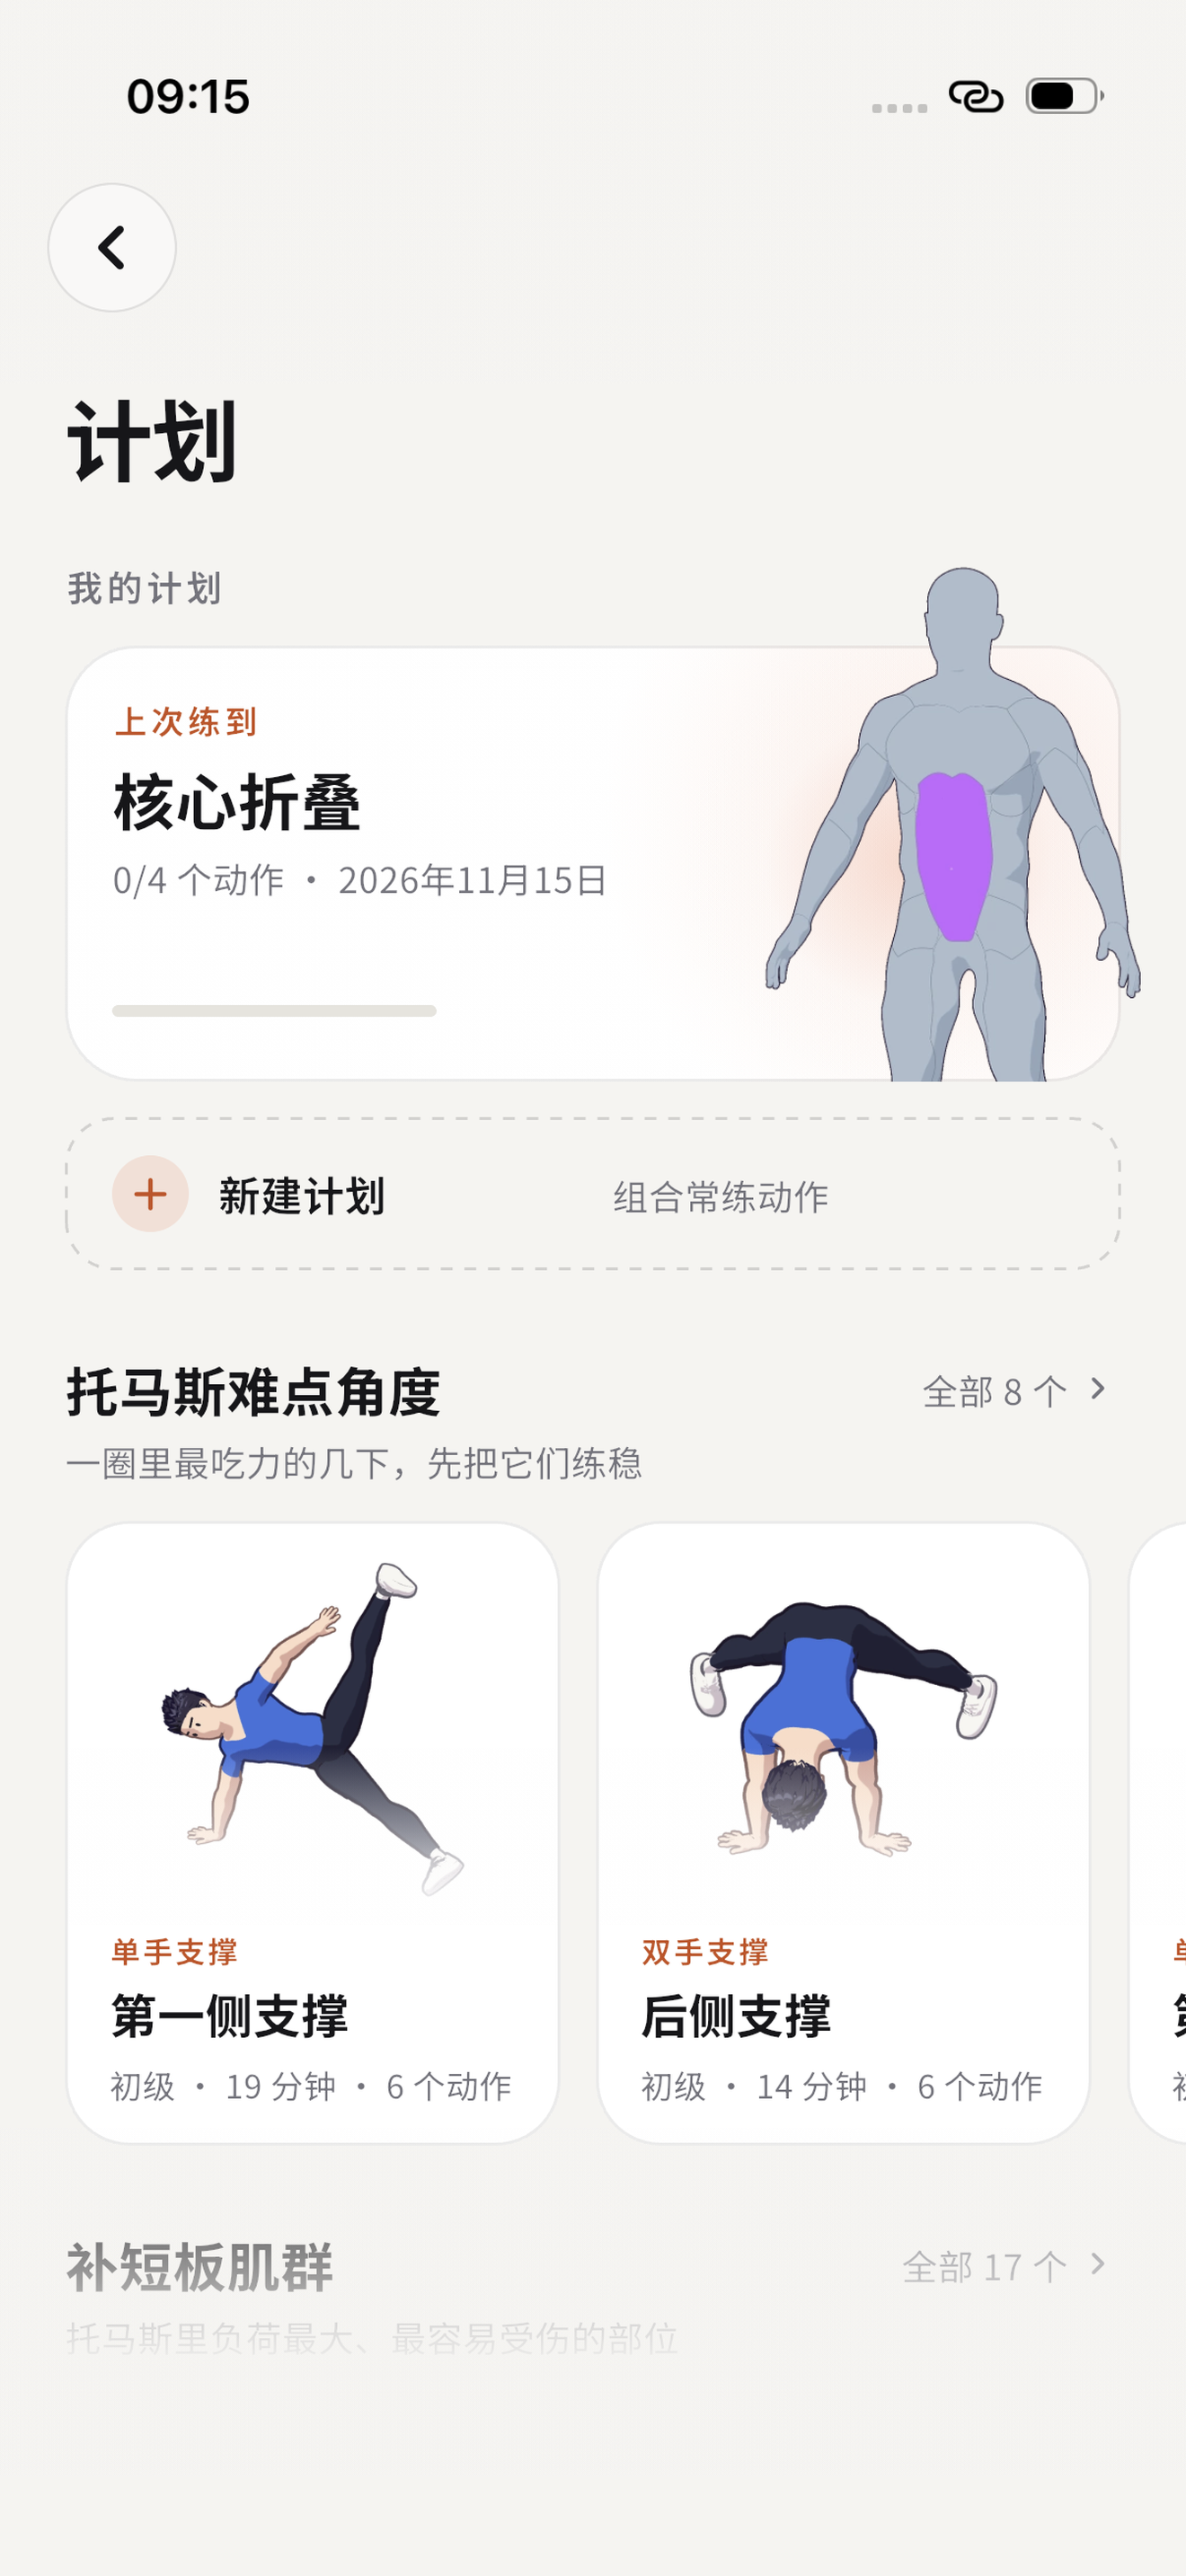 09:15
计划
我的计划
上次练到
核心折叠
0/4 个动作 · 2026年11月15日
新建计划 组合常练动作
托马斯难点角度 全部 8 个
一圈里最吃力的几下，先把它们练稳
单手支撑
第一侧支撑
初级 · 19 分钟 · 6 个动作
双手支撑
后侧支撑
初级 · 14 分钟 · 6 个动作
补短板肌群 全部 17 个
托马斯里负荷最大、最容易受伤的部位